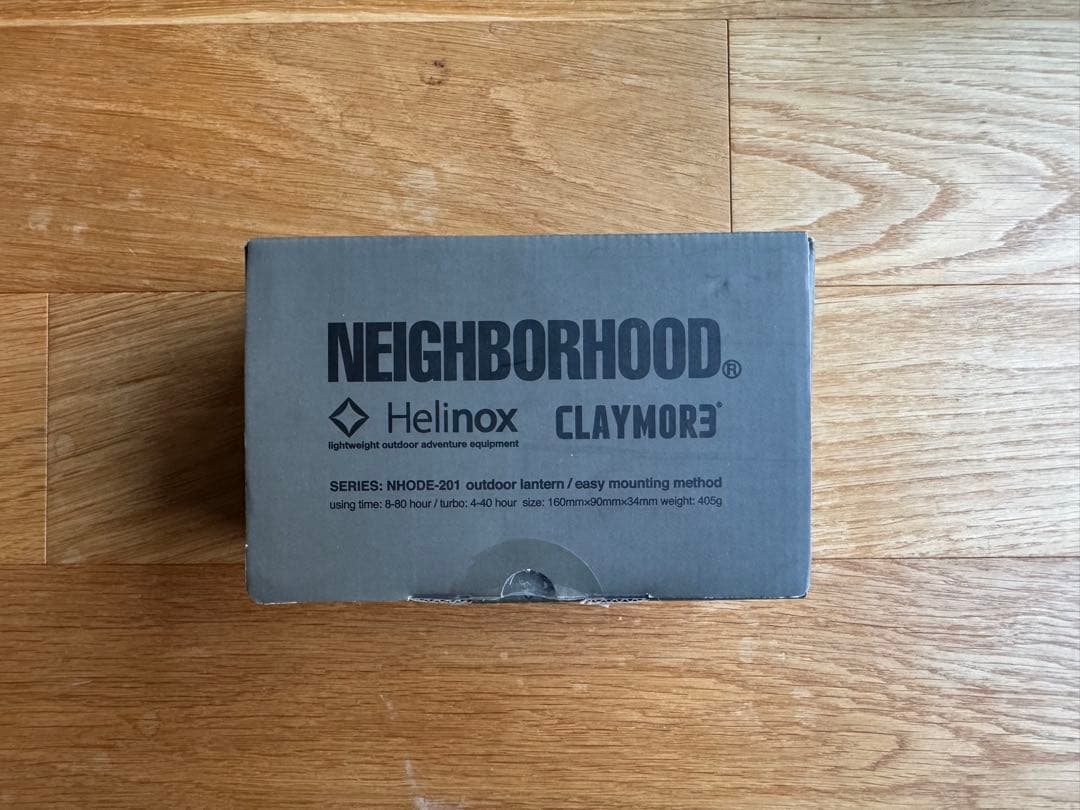 NEIGHBORHOOD®
Helinox CLAYMOR3®
lightweight outdoor adventure equipment
SERIES: NHODE-201 outdoor lantern / easy mounting method
using time: 8-80 hour / turbo: 4-40 hour size: 160mm×90mm×34mm weight: 405g